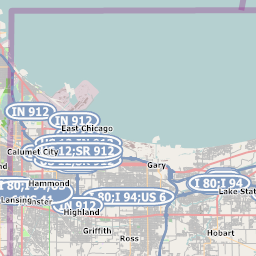 IN 912
IN 912
East Chicago
12;SR 912
Calumet City
Gary
Hammond
I 80;I 94;US 6
I 80;I 94
Lake Stat
Lansing
nster
IN 912
Highland
Griffith
Ross
Hobart